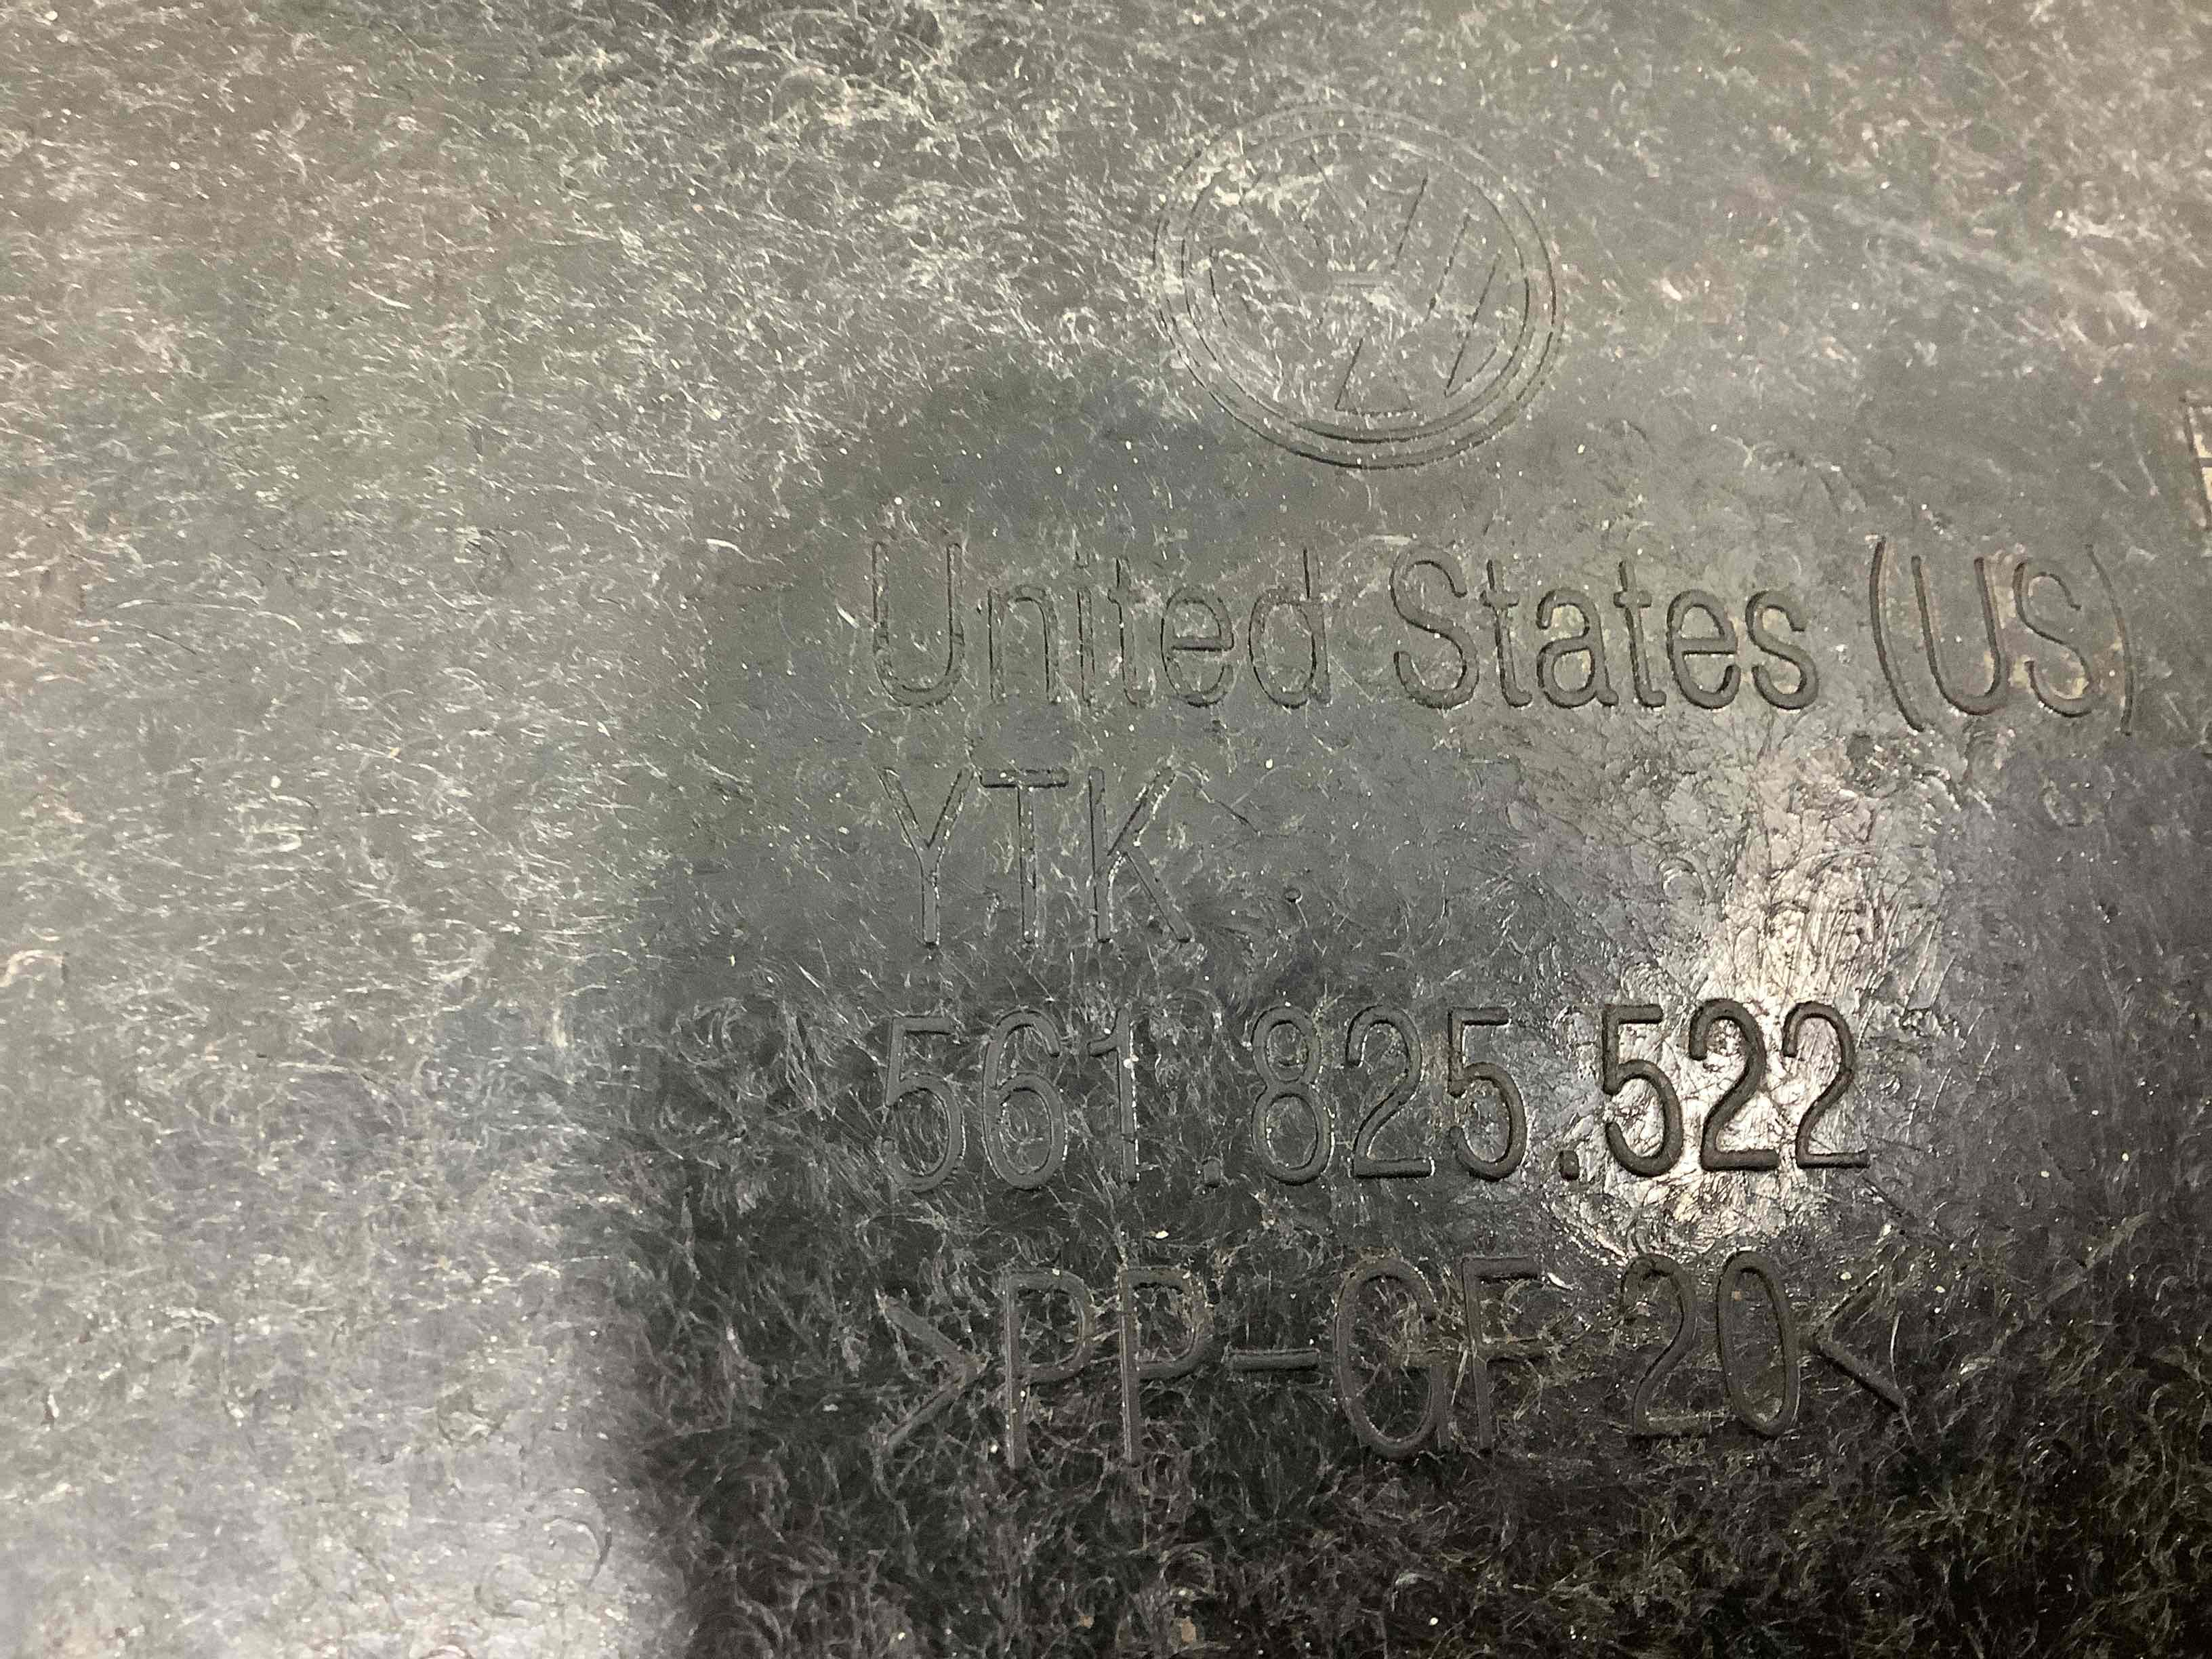 United States (US)
YTK
561.825.522
>PP-GF 20<